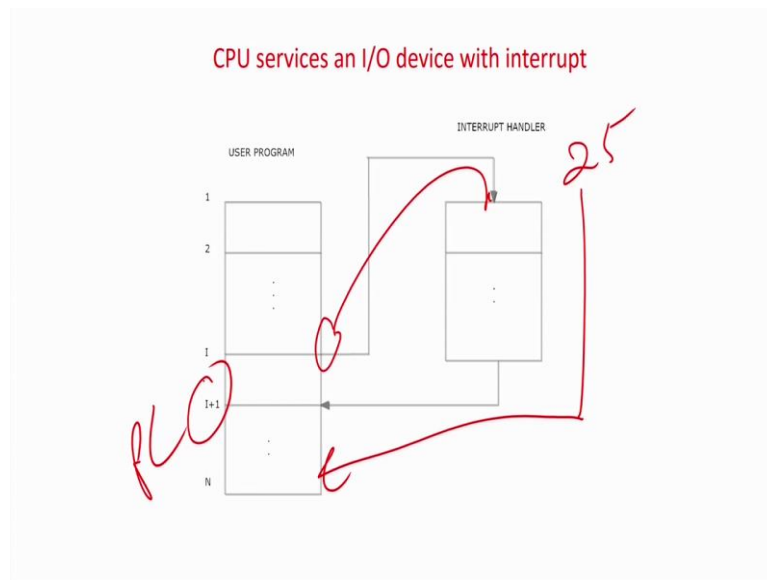 CPU services an I/O device with interrupt
INTERRUPT HANDLER
USER PROGRAM
25
1
2
I
I+1
PC
N